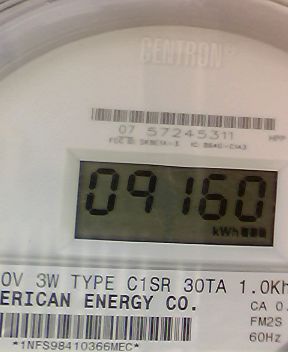 CENTRON®
07 57245311
09160
kWh
0V 3W TYPE C1SR 30TA 1.0Kh
ERICAN ENERGY CO.
CA 0.
FM2S
60Hz
*1NFS98410366MEC*